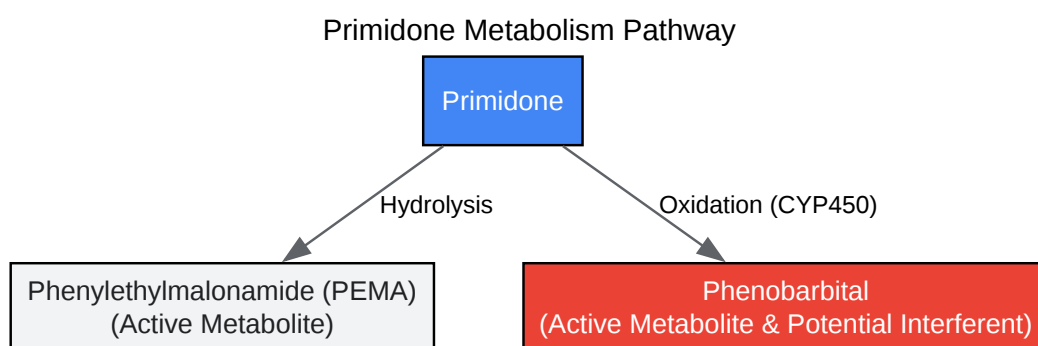 Primidone Metabolism Pathway
Primidone
Hydrolysis
Oxidation (CYP450)
Phenylethylmalonamide (PEMA)
(Active Metabolite)
Phenobarbital
(Active Metabolite & Potential Interferent)